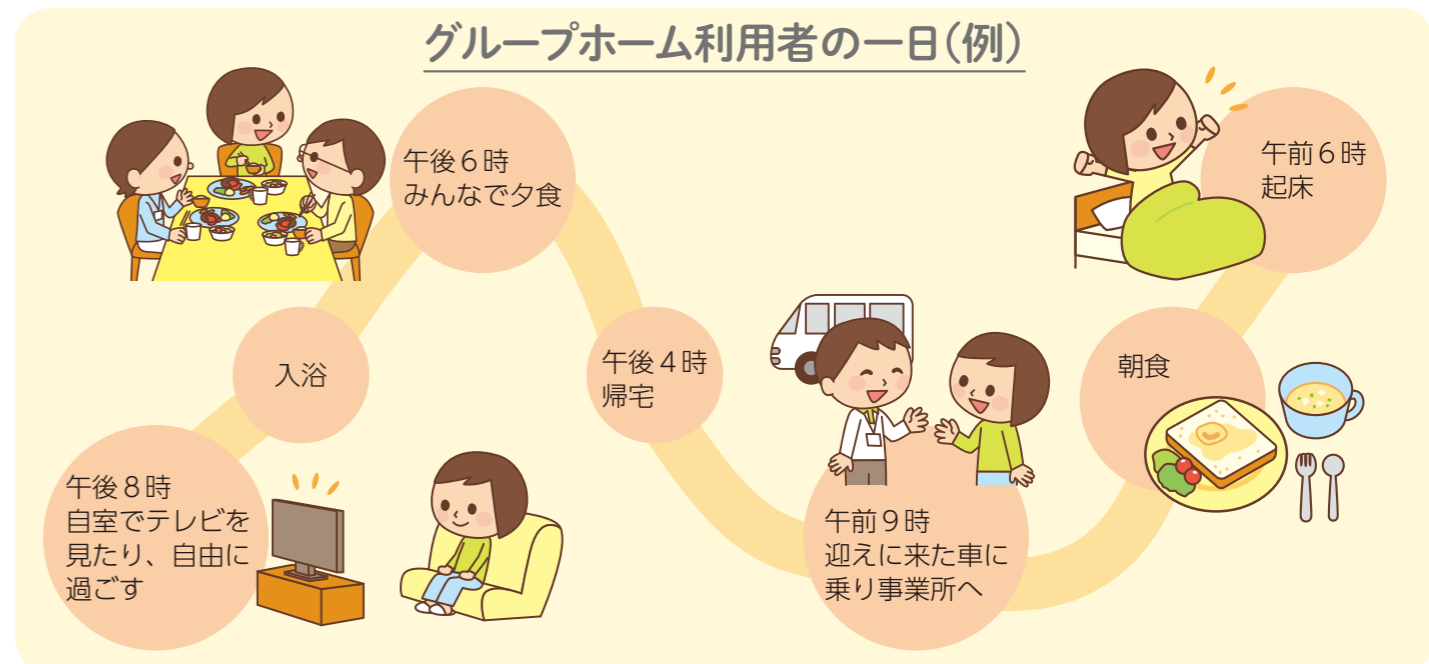 グループホーム利用者の一日(例)
午前6時
起床
朝食
午前9時
迎えに来た車に
乗り事業所へ
午後4時
帰宅
午後6時
みんなで夕食
入浴
午後8時
自室でテレビを
見たり、自由に
過ごす